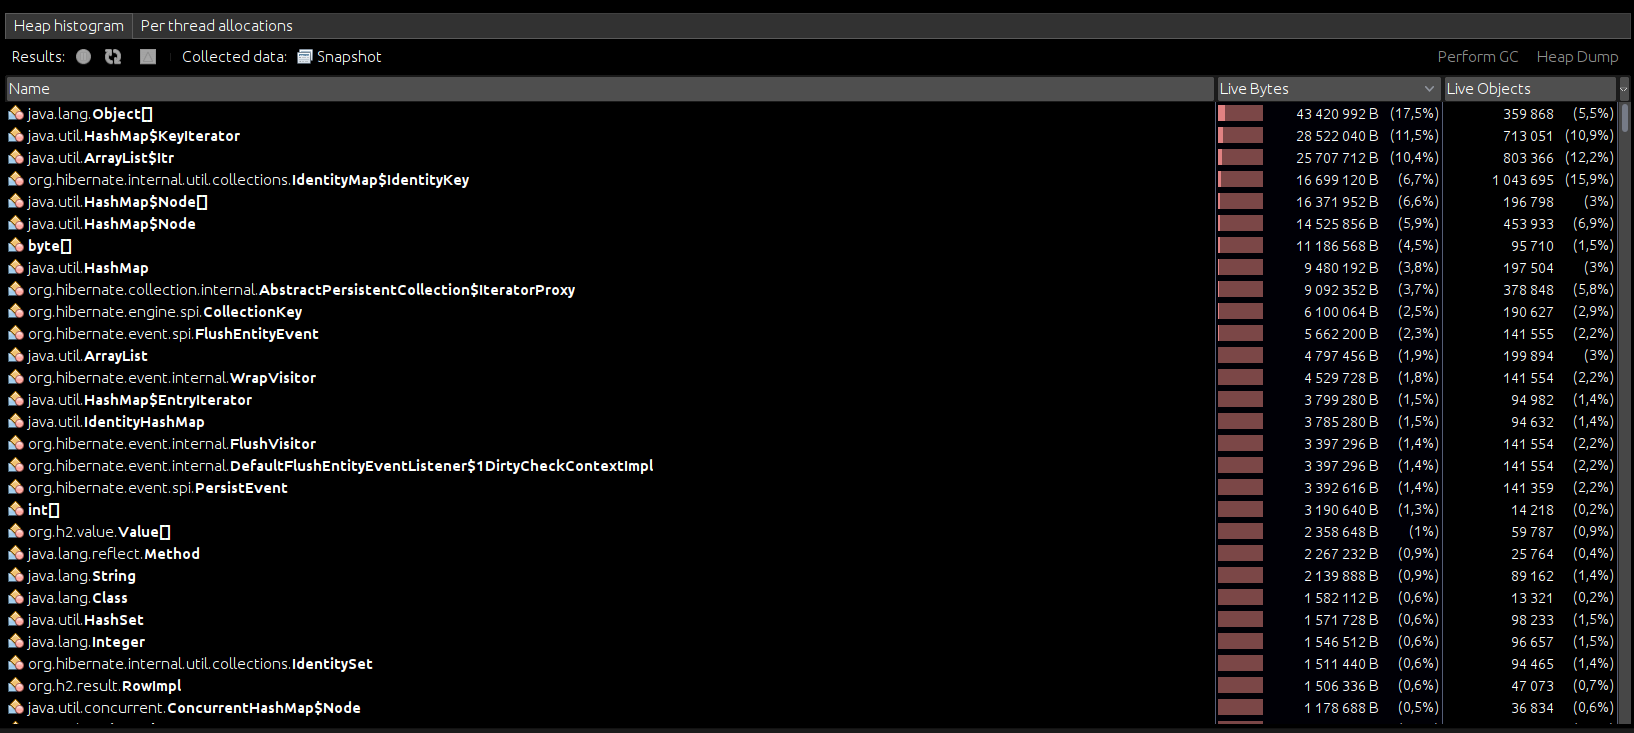 Heap histogram Per thread allocations
Results: Collected data: Snapshot Perform GC Heap Dump
Name Live Bytes Live Objects
java.lang.Object[] 43 420 992 B (17,5%) 359 868 (5,5%)
java.util.HashMap$KeyIterator 28 522 040 B (11,5%) 713 051 (10,9%)
java.util.ArrayList$Itr 25 707 712 B (10,4%) 803 366 (12,2%)
org.hibernate.internal.util.collections.IdentityMap$IdentityKey 16 699 120 B (6,7%) 1 043 695 (15,9%)
java.util.HashMap$Node[] 16 371 952 B (6,6%) 196 798 (3%)
java.util.HashMap$Node 14 525 856 B (5,9%) 453 933 (6,9%)
byte[] 11 186 568 B (4,5%) 95 710 (1,5%)
java.util.HashMap 9 480 192 B (3,8%) 197 504 (3%)
org.hibernate.collection.internal.AbstractPersistentCollection$IteratorProxy 9 092 352 B (3,7%) 378 848 (5,8%)
org.hibernate.engine.spi.CollectionKey 6 100 064 B (2,5%) 190 627 (2,9%)
org.hibernate.event.spi.FlushEntityEvent 5 662 200 B (2,3%) 141 555 (2,2%)
java.util.ArrayList 4 797 456 B (1,9%) 199 894 (3%)
org.hibernate.event.internal.WrapVisitor 4 529 728 B (1,8%) 141 554 (2,2%)
java.util.HashMap$EntryIterator 3 799 280 B (1,5%) 94 982 (1,4%)
java.util.IdentityHashMap 3 785 280 B (1,5%) 94 632 (1,4%)
org.hibernate.event.internal.FlushVisitor 3 397 296 B (1,4%) 141 554 (2,2%)
org.hibernate.event.internal.DefaultFlushEntityEventListener$1DirtyCheckContextImpl 3 397 296 B (1,4%) 141 554 (2,2%)
org.hibernate.event.spi.PersistEvent 3 392 616 B (1,4%) 141 359 (2,2%)
int[] 3 190 640 B (1,3%) 14 218 (0,2%)
org.h2.value.Value[] 2 358 648 B (1%) 59 787 (0,9%)
java.lang.reflect.Method 2 267 232 B (0,9%) 25 764 (0,4%)
java.lang.String 2 139 888 B (0,9%) 89 162 (1,4%)
java.lang.Class 1 582 112 B (0,6%) 13 321 (0,2%)
java.util.HashSet 1 571 728 B (0,6%) 98 233 (1,5%)
java.lang.Integer 1 546 512 B (0,6%) 96 657 (1,5%)
org.hibernate.internal.util.collections.IdentitySet 1 511 440 B (0,6%) 94 465 (1,4%)
org.h2.result.RowImpl 1 506 336 B (0,6%) 47 073 (0,7%)
java.util.concurrent.ConcurrentHashMap$Node 1 178 688 B (0,5%) 36 834 (0,6%)